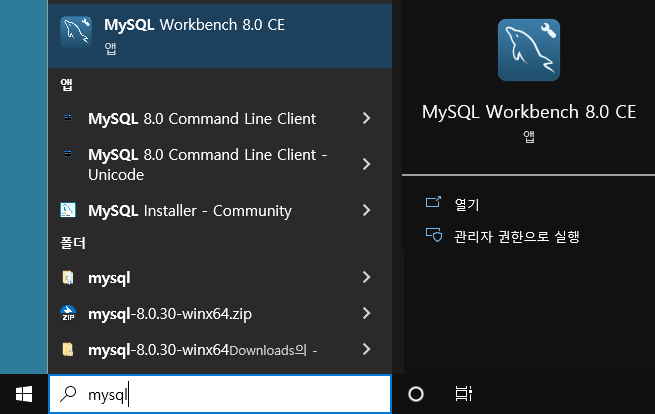 MySQL Workbench 8.0 CE
앱
앱
MySQL 8.0 Command Line Client
MySQL 8.0 Command Line Client -
Unicode
MySQL Installer - Community
폴더
mysql
mysql-8.0.30-winx64.zip
mysql-8.0.30-winx64Downloads의 -
mysql
MySQL Workbench 8.0 CE
앱
열기
관리자 권한으로 실행